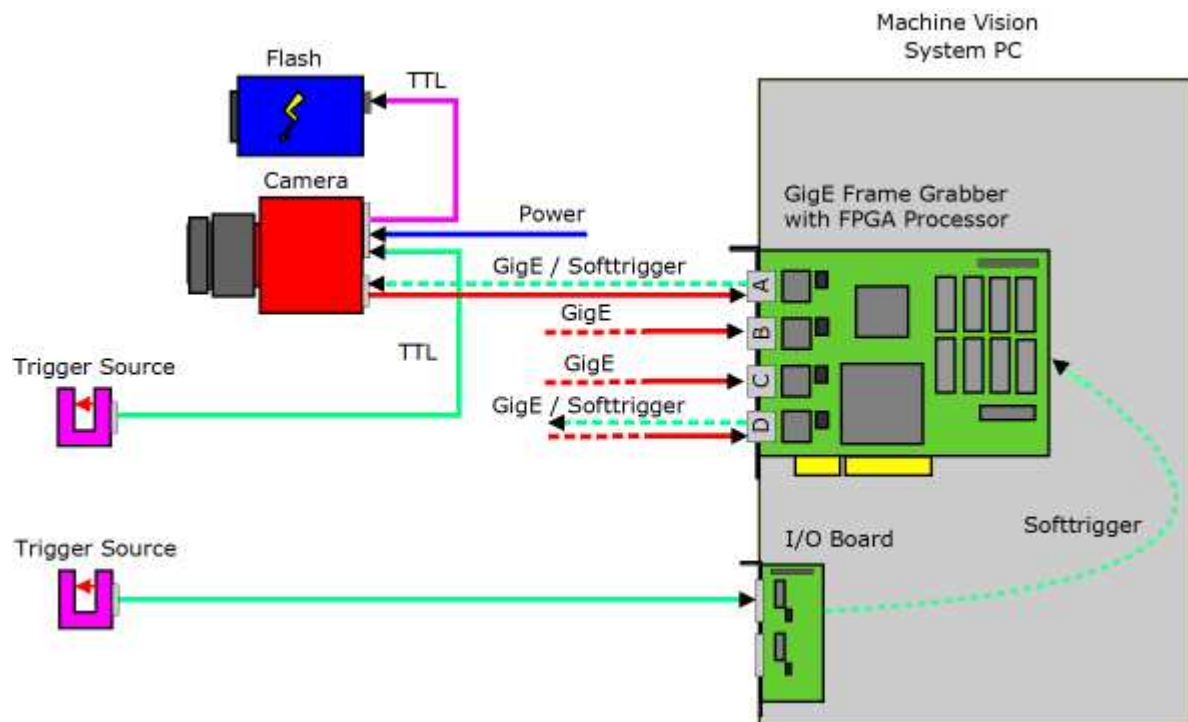 Machine Vision
System PC
Flash
TTL
Camera
GigE Frame Grabber
with FPGA Processor
Power
GigE / Softtrigger
A
GigE
B
TTL
GigE
C
Trigger Source
GigE / Softtrigger
D
Softtrigger
I/O Board
Trigger Source